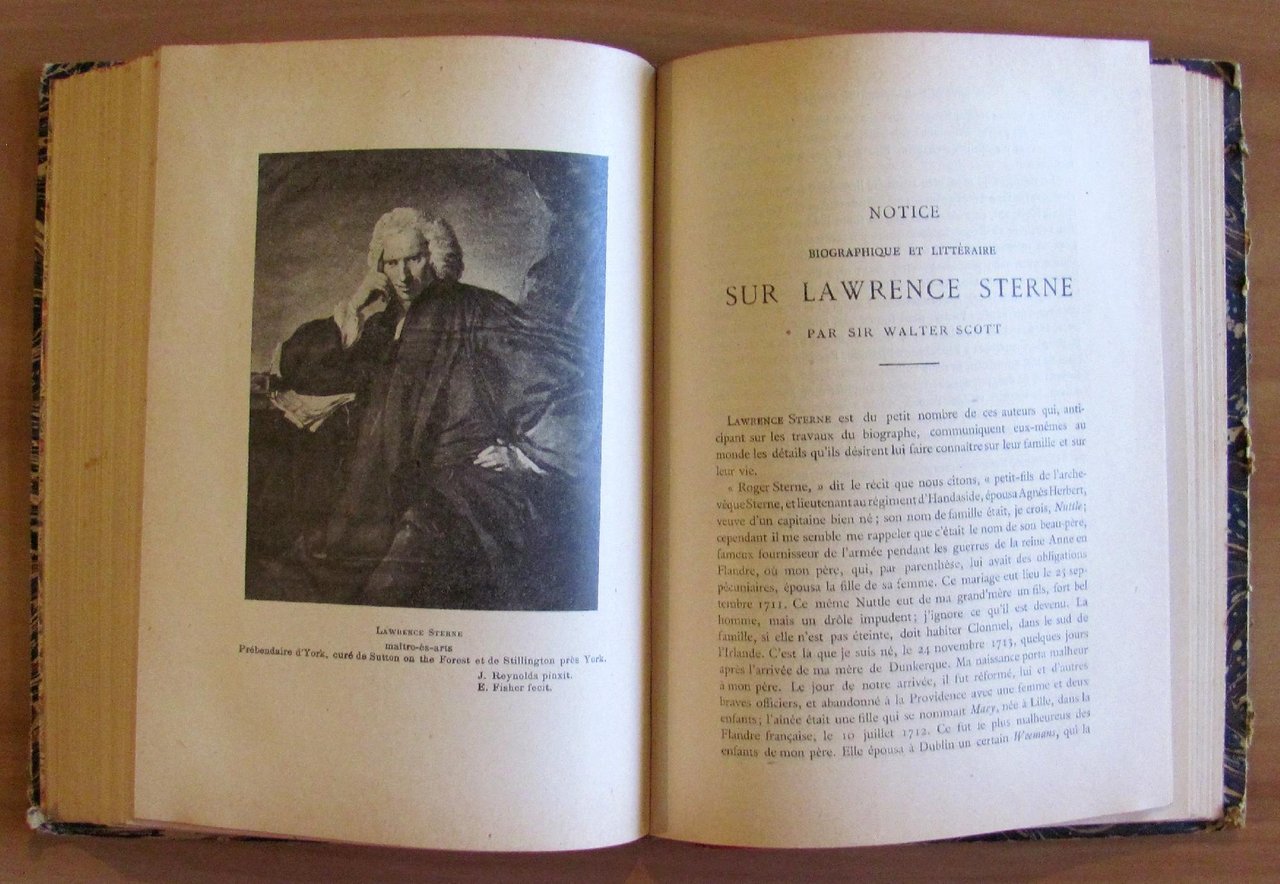 LAWRENCE STERNE
maître-ès-arts
Prébendaire d'York, curé de Sutton on the Forest et de Stillington près York.
J. Reynolds pinxit.
E. Fisher fecit.
NOTICE
BIOGRAPHIQUE ET LITTÉRAIRE
SUR LAWRENCE STERNE
PAR SIR WALTER SCOTT
LAWRENCE STERNE est du petit nombre de ces auteurs qui, anti-
cipant sur les travaux du biographe, communiquent eux-mêmes au
monde les détails qu'ils désirent lui faire connaître sur leur famille et sur
leur vie.
« Roger Sterne, » dit le récit que nous citons, « petit-fils de l'arche-
vêque Sterne, et lieutenant au régiment d'Handaside, épousa Agnès Herbert,
veuve d'un capitaine bien né ; son nom de famille était, je crois, Nuttle ;
cependant il me semble me rappeler que c'était le nom de son beau-père,
fameux fournisseur de l'armée pendant les guerres de la reine Anne en
Flandre, où mon père, qui, par parenthèse, lui avait des obligations
pécuniaires, épousa la fille de sa femme. Ce mariage eut lieu le 25 sep-
tembre 1711. Ce même Nuttle eut de ma grand'mère un fils, fort bel
homme, mais un drôle impudent ; j'ignore ce qu'il est devenu. La
famille, si elle n'est pas éteinte, doit habiter Clonmel, dans le sud de
l'Irlande. C'est là que je suis né, le 24 novembre 1713, quelques jours
après l'arrivée de ma mère de Dunkerque. Ma naissance porta malheur
à mon père. Le jour de notre arrivée, il fut réformé, lui et d'autres
braves officiers, et abandonné à la Providence avec une femme et deux
enfants ; l'aînée était une fille qui se nommait Mary, née à Lille, dans la
Flandre française, le 10 juillet 1712. Ce fut le plus malheureux des
enfants de mon père. Elle épousa à Dublin un certain Weemans, qui la